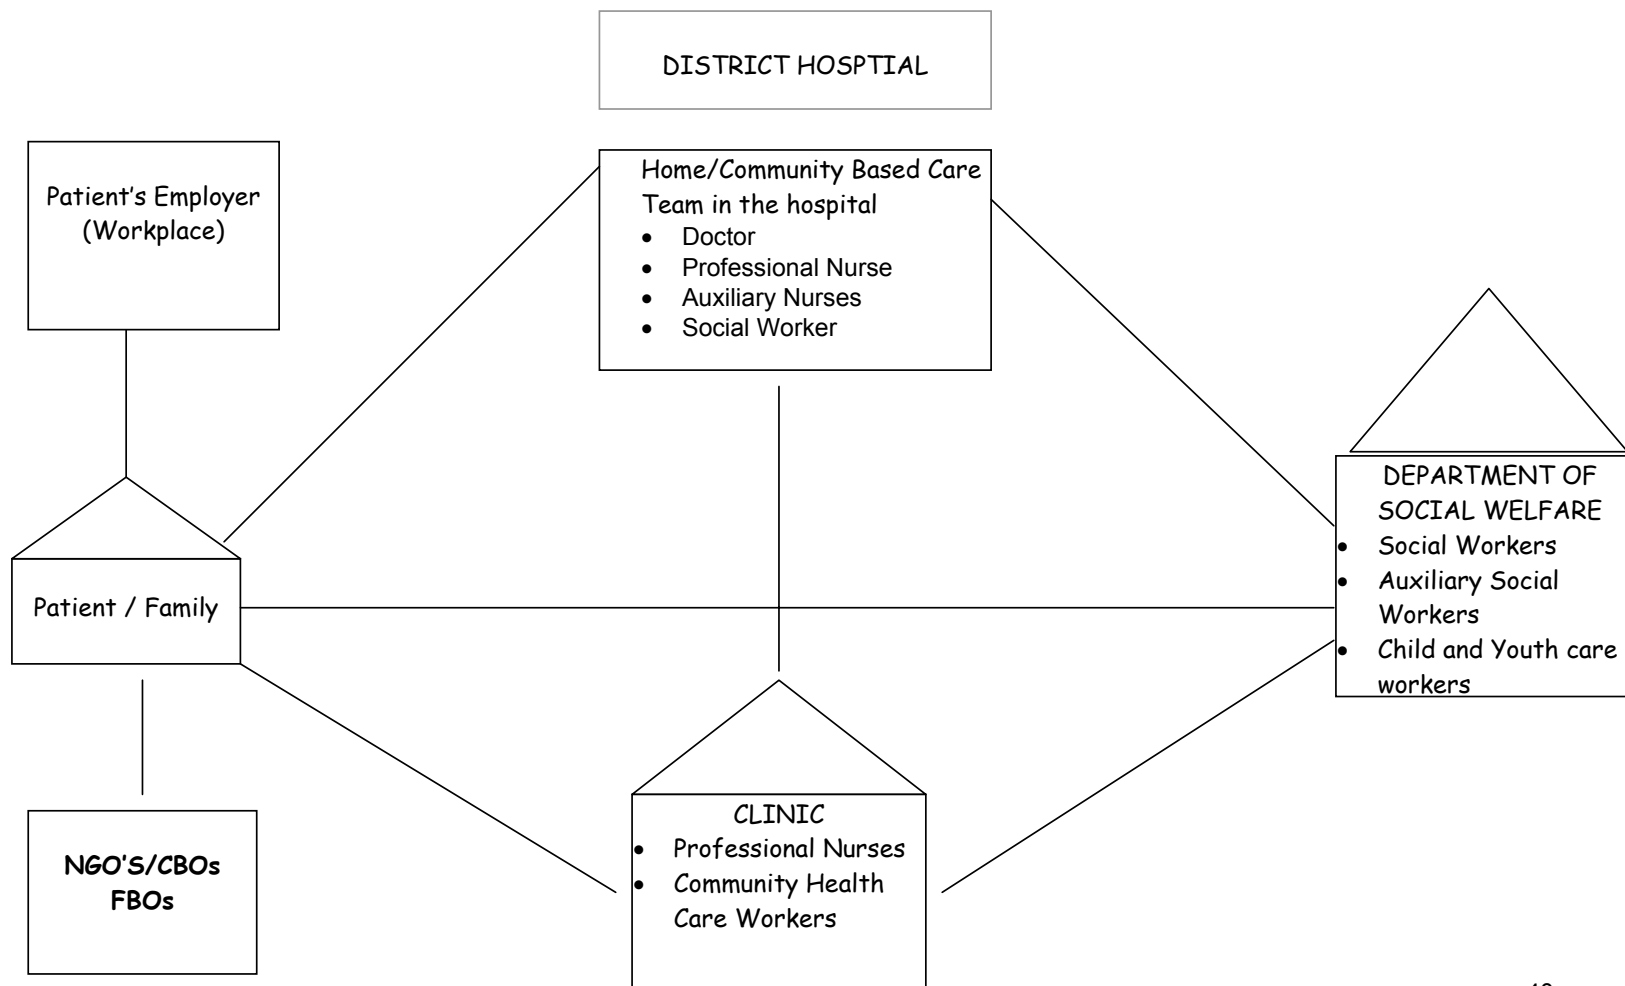 DISTRICT HOSPTIAL
Patient's Employer
(Workplace)
Home/Community Based Care
Team in the hospital
• Doctor
• Professional Nurse
• Auxiliary Nurses
• Social Worker
DEPARTMENT OF
SOCIAL WELFARE
• Social Workers
• Auxiliary Social
Workers
• Child and Youth care
workers
Patient / Family
CLINIC
• Professional Nurses
• Community Health
Care Workers
NGO'S/CBOs
FBOs